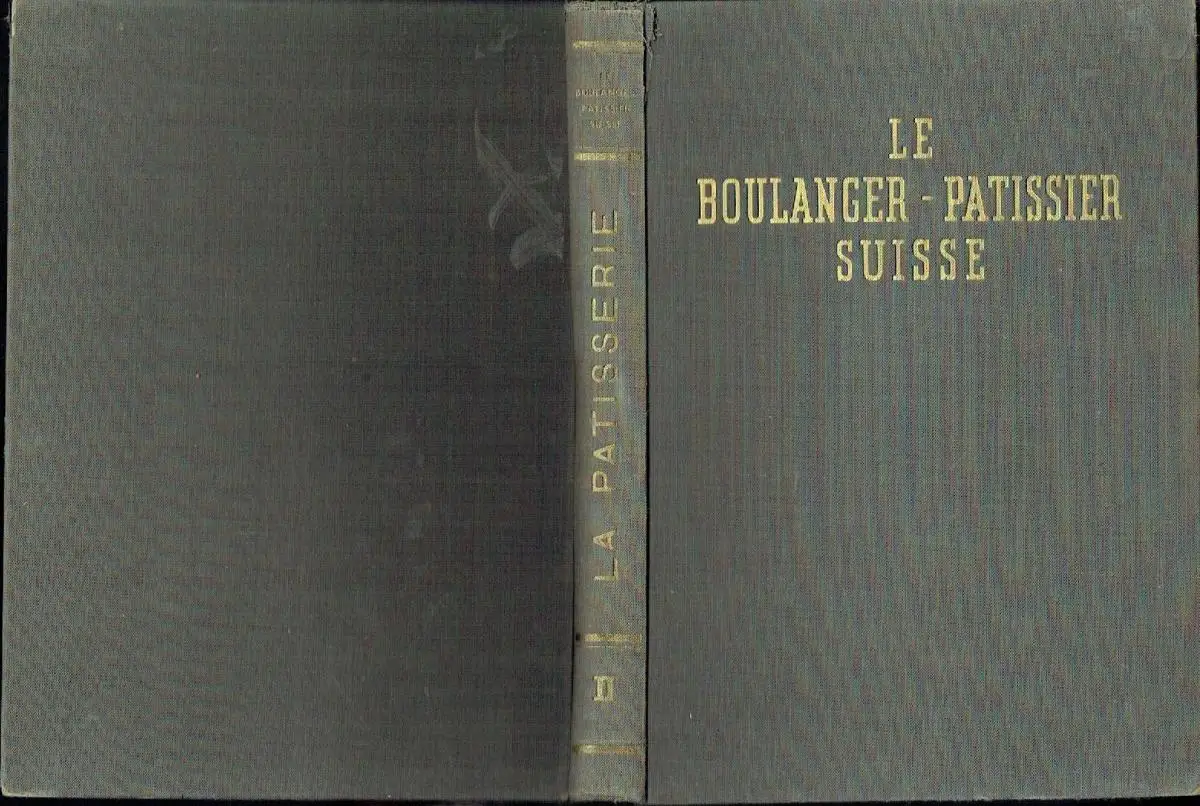 LE
BOULANGER - PATISSIER
SUISSE
LE
BOULANGER
PATISSIER
SUISSE
LA PATISSERIE
II